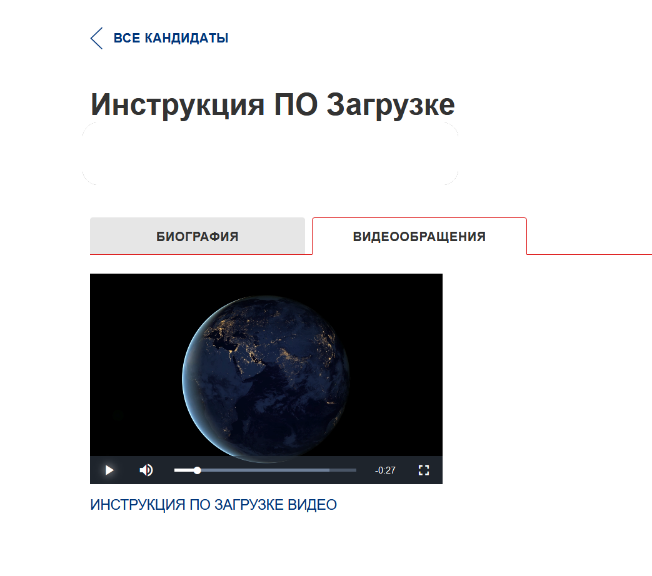 ВСЕ КАНДИДАТЫ
Инструкция ПО Загрузке
БИОГРАФИЯ
ВИДЕООБРАЩЕНИЯ
-0:27
ИНСТРУКЦИЯ ПО ЗАГРУЗКЕ ВИДЕО